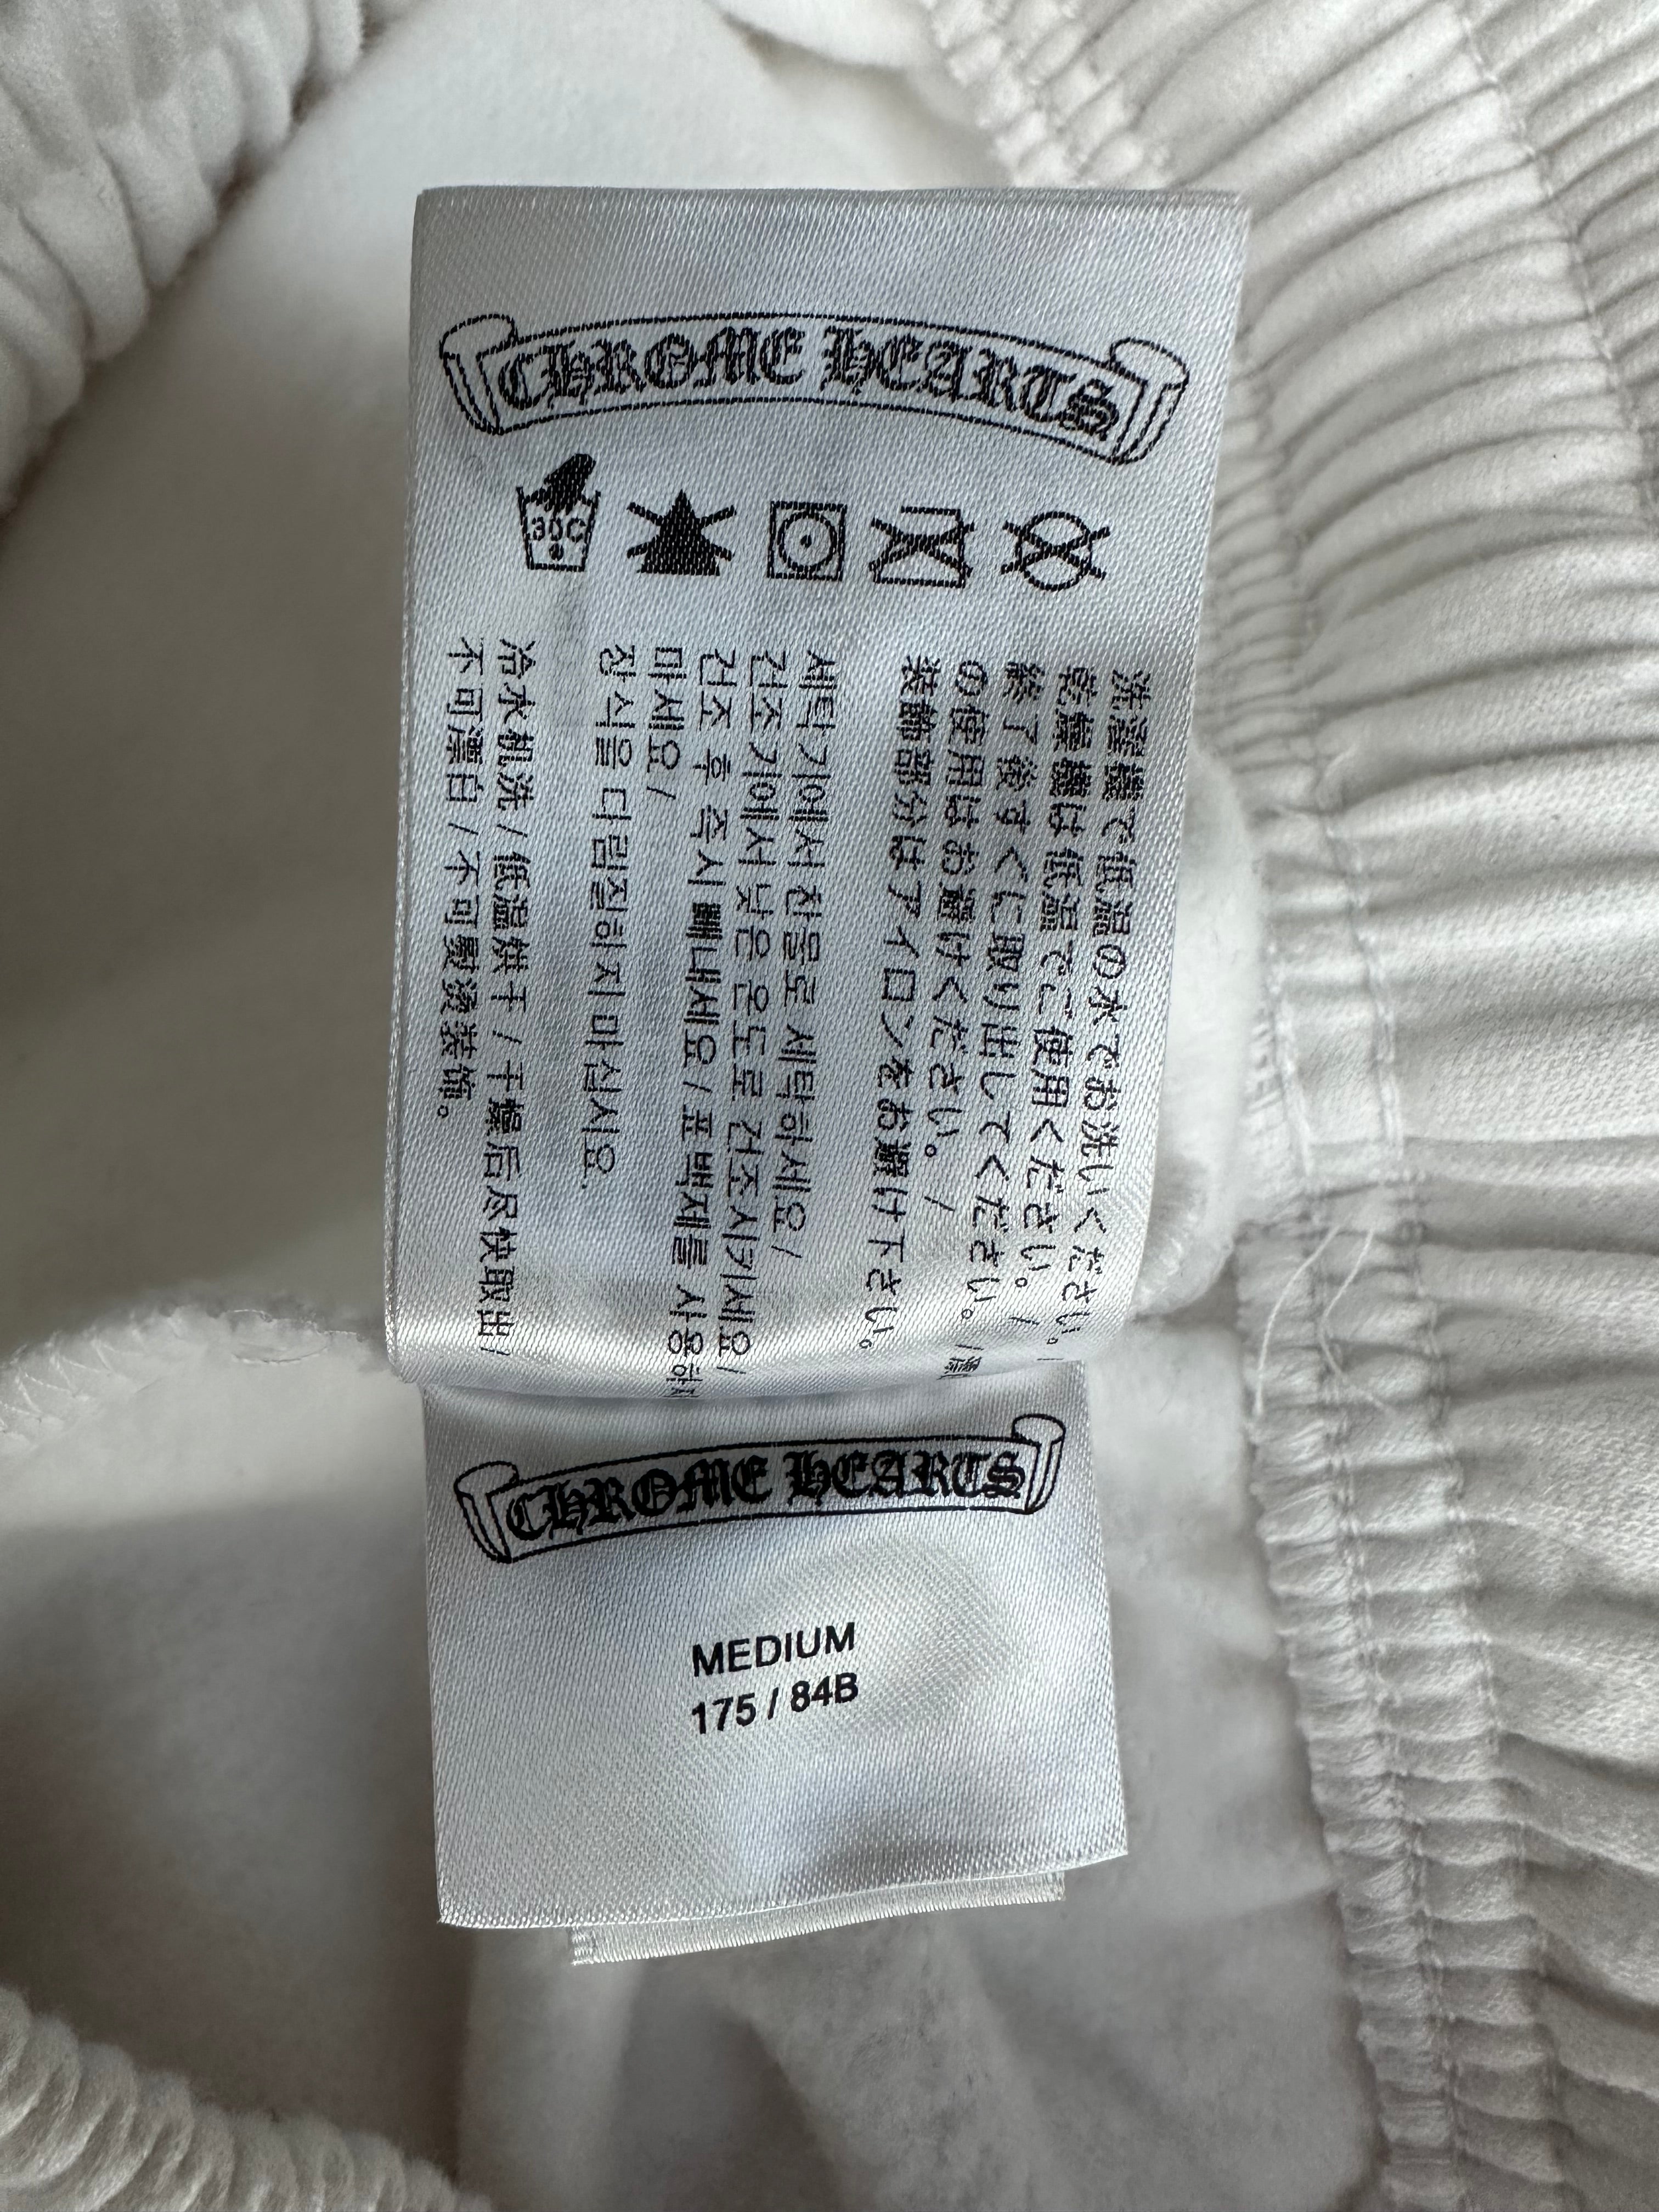 CHROME HEARTS
30C
洗濯機で低温の水でお洗いください。/
乾燥機は低温でご使用ください。/
終了後すぐに取り出してください。/
の使用はお避けください。/
装飾部分はアイロンをお避け下さい。
세탁기에서 찬물로 세탁하세요/
건조기에서 낮은 온도로 건조시키세요/
건조 후 즉시 빼내세요/표백제를 사용하지
마세요/
장식을 다림질하지 마십시요.
冷水机洗/低温烘干/干燥后尽快取出/
不可漂白/不可熨烫装饰。
CHROME HEARTS
MEDIUM
175 / 84B